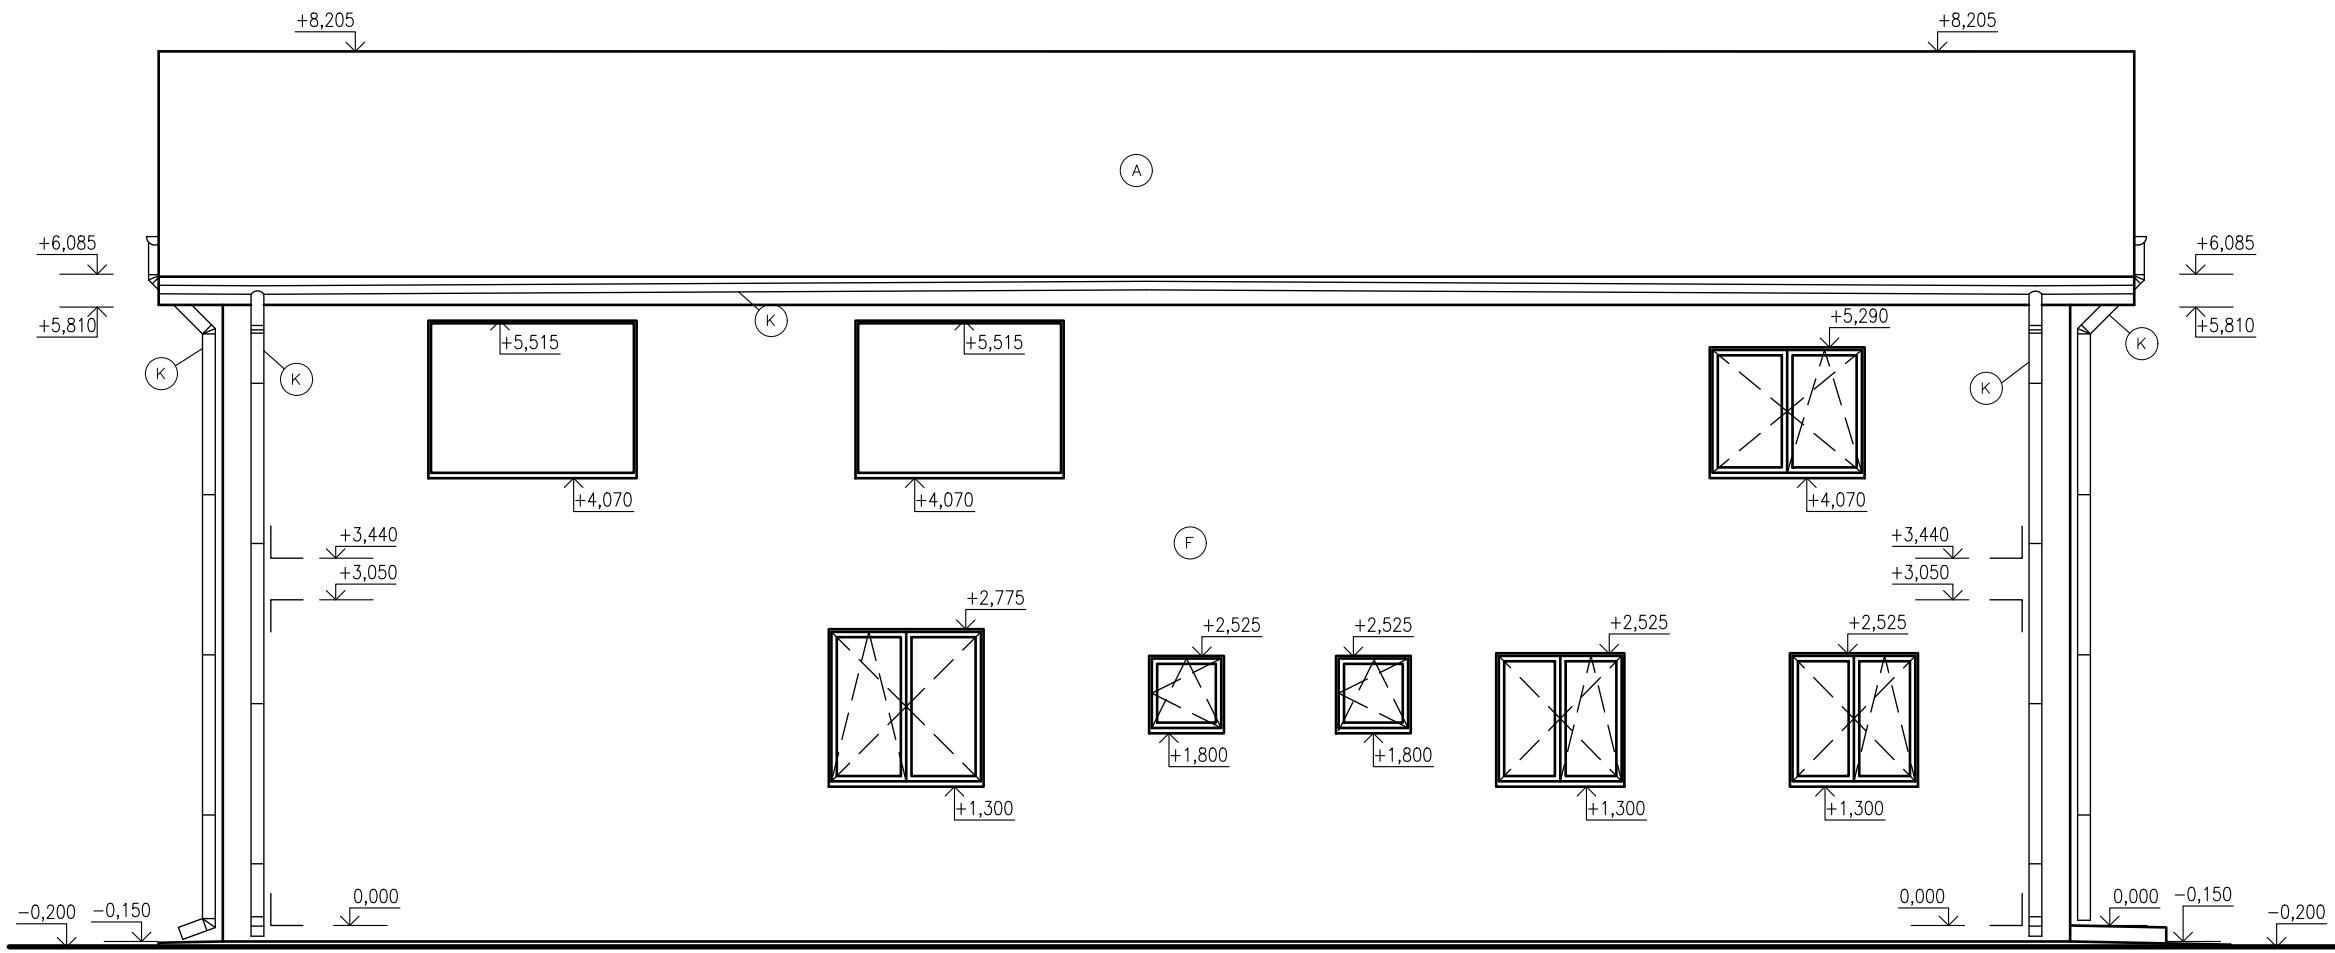 +8,205 +8,205
A
+6,085 +6,085
+5,810 K +5,290 +5,810
+5,515 +5,515 K
K K K
+4,070 +4,070 +4,070
+3,440 F +3,440
+3,050 +3,050
+2,775
+2,525 +2,525 +2,525 +2,525
+1,800 +1,800
+1,300 +1,300 +1,300
0,000 0,000 0,000 -0,150
-0,200 -0,150 -0,200